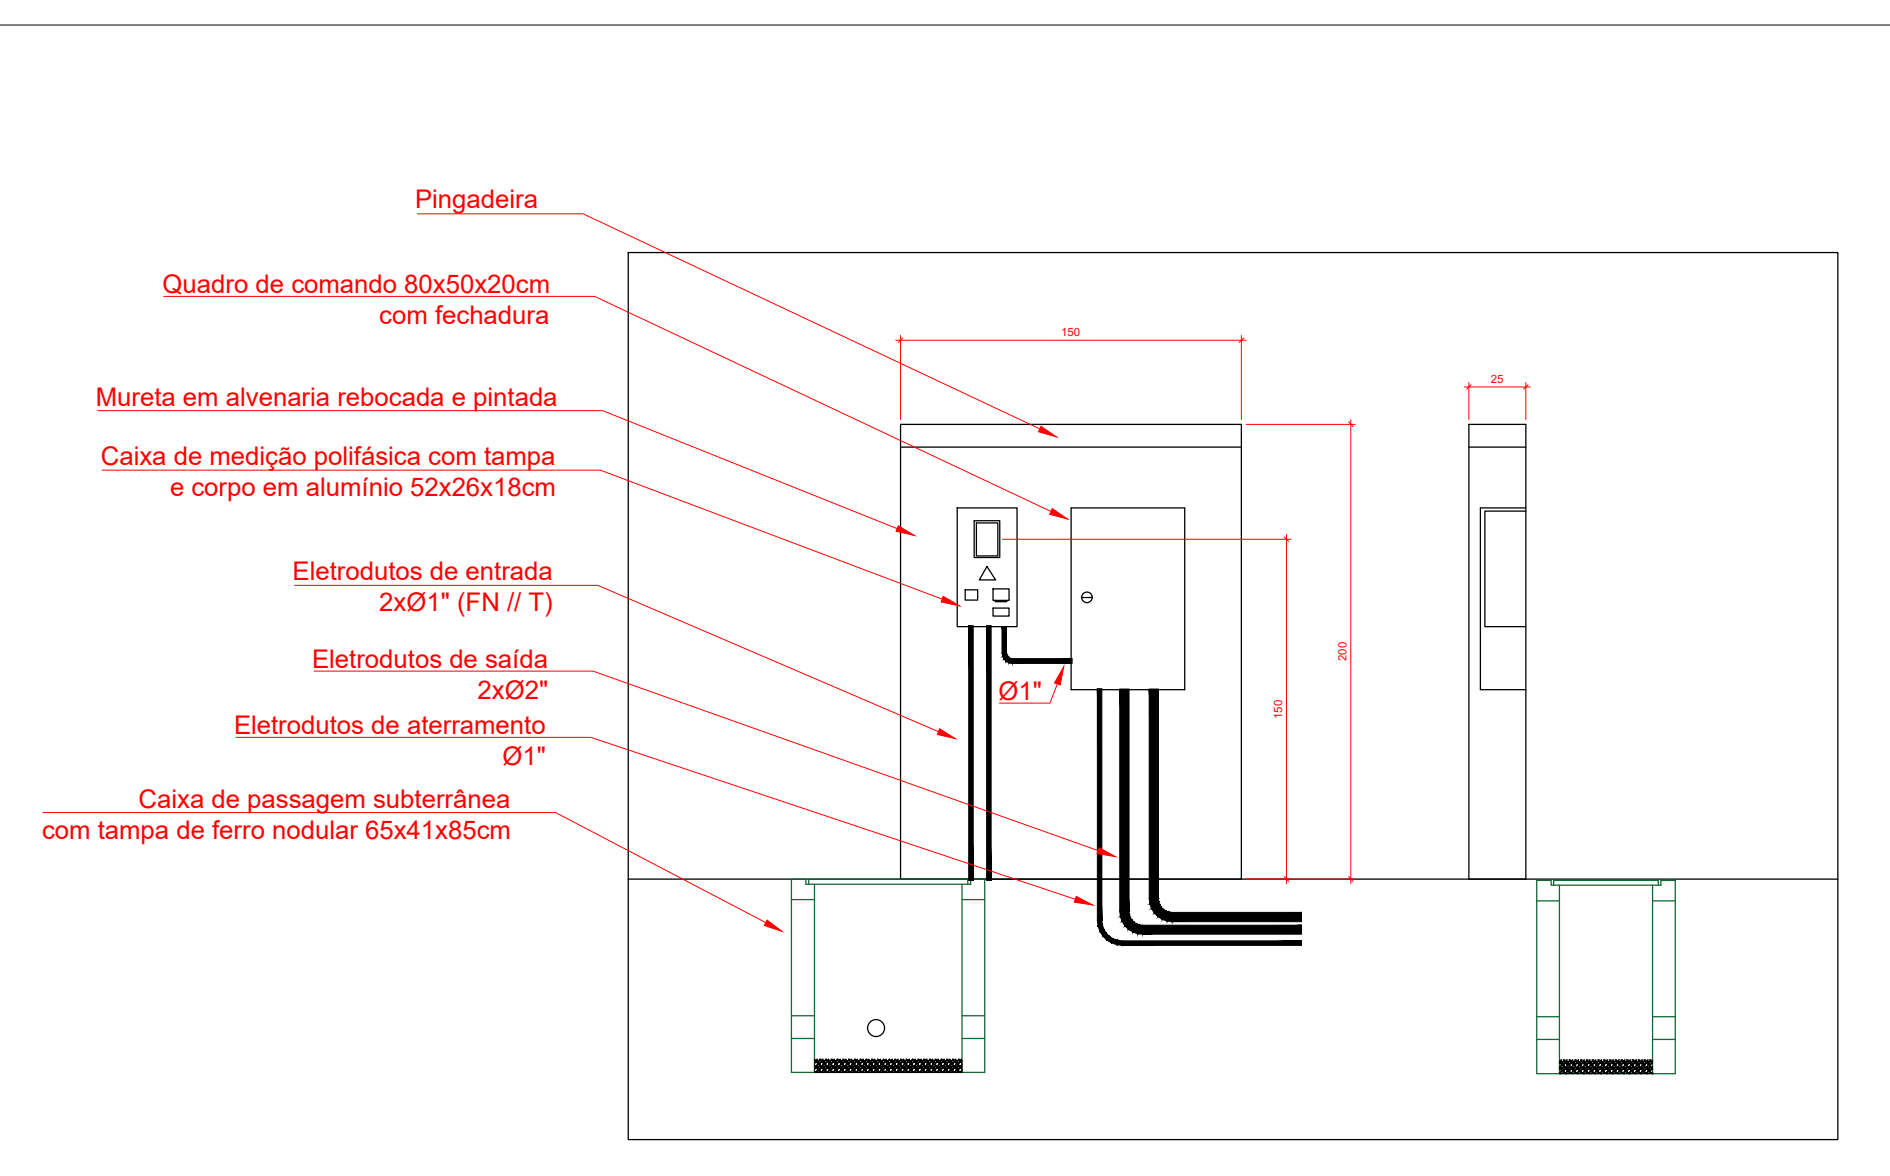 Pingadeira
Quadro de comando 80x50x20cm
com fechadura
Mureta em alvenaria rebocada e pintada
Caixa de medição polifásica com tampa
e corpo em alumínio 52x26x18cm
Eletrodutos de entrada
2xØ1" (FN // T)
Eletrodutos de saída
2xØ2"
Eletrodutos de aterramento
Ø1"
Caixa de passagem subterrânea
com tampa de ferro nodular 65x41x85cm
150
25
200
150
Ø1"